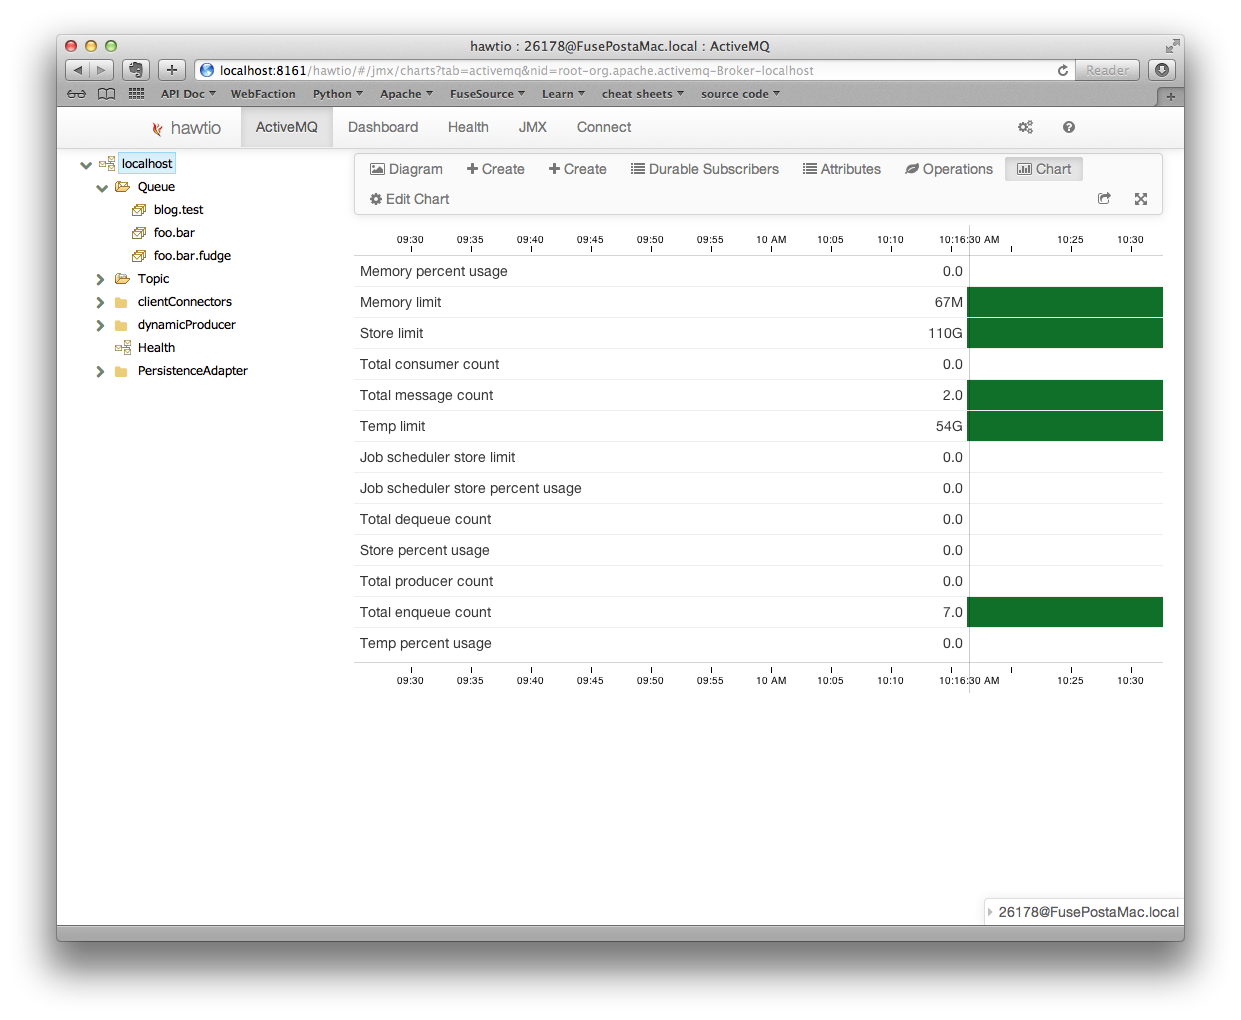 hawtio : 26178@FusePostaMac.local : ActiveMQ
localhost:8161/hawtio/#/jmx/charts?tab=activemq&nid=root-org.apache.activemq-Broker-localhost
Reader
API Doc WebFaction Python Apache FuseSource Learn cheat sheets source code
hawtio ActiveMQ Dashboard Health JMX Connect
localhost
Queue
blog.test
foo.bar
foo.bar.fudge
Topic
clientConnectors
dynamicProducer
Health
PersistenceAdapter
Diagram Create Create Durable Subscribers Attributes Operations Chart
Edit Chart
09:30 09:35 09:40 09:45 09:50 09:55 10 AM 10:05 10:10 10:16:30 AM 10:25 10:30
Memory percent usage 0.0
Memory limit 67M
Store limit 110G
Total consumer count 0.0
Total message count 2.0
Temp limit 54G
Job scheduler store limit 0.0
Job scheduler store percent usage 0.0
Total dequeue count 0.0
Store percent usage 0.0
Total producer count 0.0
Total enqueue count 7.0
Temp percent usage 0.0
09:30 09:35 09:40 09:45 09:50 09:55 10 AM 10:05 10:10 10:16:30 AM 10:25 10:30
26178@FusePostaMac.local